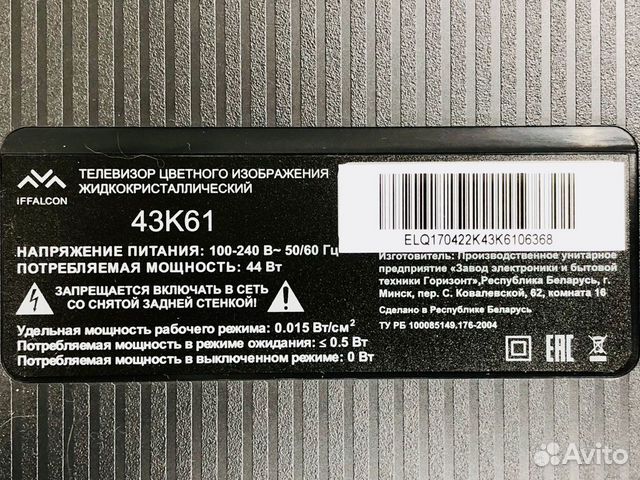 iFFALCON
ТЕЛЕВИЗОР ЦВЕТНОГО ИЗОБРАЖЕНИЯ
ЖИДКОКРИСТАЛЛИЧЕСКИЙ
43K61
НАПРЯЖЕНИЕ ПИТАНИЯ: 100-240 В~ 50/60 Гц
ПОТРЕБЛЯЕМАЯ МОЩНОСТЬ: 44 Вт
ЗАПРЕЩАЕТСЯ ВКЛЮЧАТЬ В СЕТЬ
СО СНЯТОЙ ЗАДНЕЙ СТЕНКОЙ!
Удельная мощность рабочего режима: 0.015 Вт/см²
Потребляемая мощность в режиме ожидания: ≤ 0.5 Вт
Потребляемая мощность в выключенном режиме: 0 Вт
ELQ170422K43K6106368
Изготовитель: Производственное унитарное
предприятие «Завод электроники и бытовой
техники Горизонт»,Республика Беларусь, г.
Минск, пер. С. Ковалевской, 62, комната 16
Сделано в Республике Беларусь
ТУ РБ 100085149.176-2004
EAC
Avito